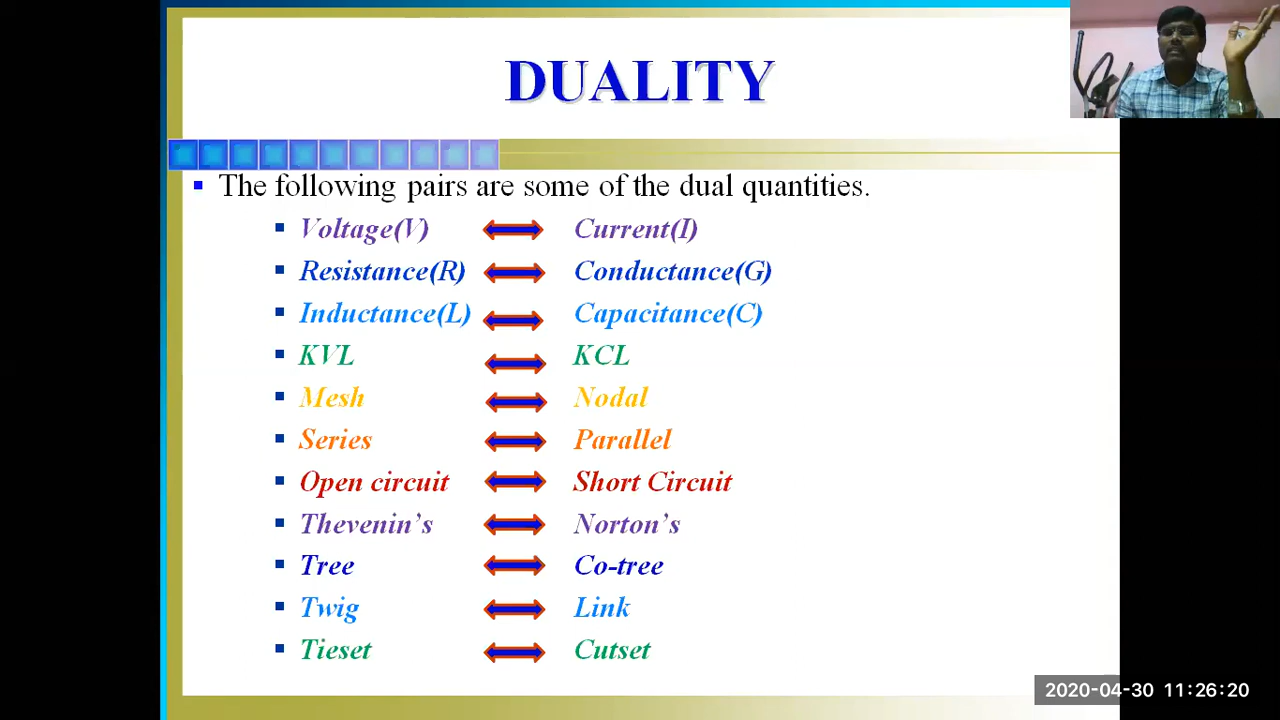 DUALITY
The following pairs are some of the dual quantities.
Voltage(V) Current(I)
Resistance(R) Conductance(G)
Inductance(L) Capacitance(C)
KVL KCL
Mesh Nodal
Series Parallel
Open circuit Short Circuit
Thevenin's Norton's
Tree Co-tree
Twig Link
Tieset Cutset
2020-04-30 11:26:20